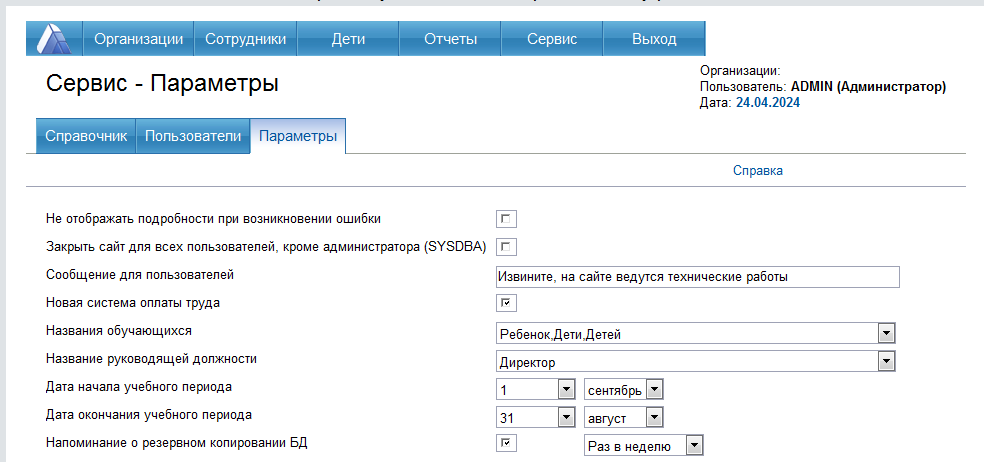 Организации Сотрудники Дети Отчеты Сервис Выход
Сервис - Параметры
Организации:
Пользователь: ADMIN (Администратор)
Дата: 24.04.2024
Справочник Пользователи Параметры
Справка
Не отображать подробности при возникновении ошибки
Закрыть сайт для всех пользователей, кроме администратора (SYSDBA)
Сообщение для пользователей Извините, на сайте ведутся технические работы
Новая система оплаты труда
Названия обучающихся Ребенок,Дети,Детей
Название руководящей должности Директор
Дата начала учебного периода 1 сентябрь
Дата окончания учебного периода 31 август
Напоминание о резервном копировании БД Раз в неделю